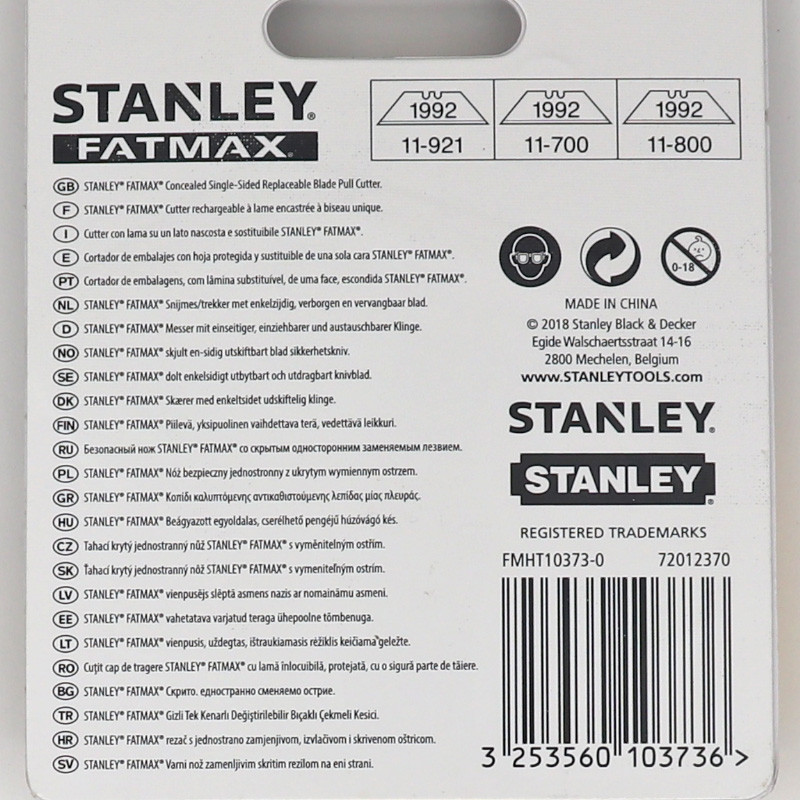 STANLEY®
FATMAX®
1992 1992 1992
11-921 11-700 11-800
GB STANLEY® FATMAX® Concealed Single-Sided Replaceable Blade Pull Cutter.
F STANLEY® FATMAX® Cutter rechargeable à lame encastrée à biseau unique.
I Cutter con lama su un lato nascosta e sostituibile STANLEY® FATMAX®.
E Cortador de embalajes con hoja protegida y sustituible de una sola cara STANLEY® FATMAX®.
PT Cortador de embalagens, com lâmina substituível, de uma face, escondida STANLEY® FATMAX®.
NL STANLEY® FATMAX® Snijmes/trekker met enkelzijdig, verborgen en vervangbaar blad.
D STANLEY® FATMAX® Messer mit einseitiger, einziehbarer und austauschbarer Klinge.
NO STANLEY® FATMAX® skjult en-sidig utskiftbart blad sikkerhetskniv.
SE STANLEY® FATMAX® dolt enkelsidigt utbytbart och utdragbart knivblad.
DK STANLEY® FATMAX® Skærer med enkeltsidet udskiftelig klinge.
FIN STANLEY® FATMAX® Piilevä, yksipuolinen vaihdettava terä, vedettävä leikkuri.
RU Безопасный нож STANLEY® FATMAX® со скрытым односторонним заменяемым лезвием.
PL STANLEY® FATMAX® Nóż bezpieczny jednostronny z ukrytym wymiennym ostrzem.
GR STANLEY® FATMAX® Κοπίδι καλυπτόμενης αντικαθιστούμενης λεπίδας μίας πλευράς.
HU STANLEY® FATMAX® Beágyazott egyoldalas, cserélhető pengéjű húzóvágó kés.
CZ Tahací krytý jednostranný nůž STANLEY® FATMAX® s vyměnitelným ostřím.
SK Ťahací krytý jednostranný nôž STANLEY® FATMAX® s vymeniteľným ostrím.
LV STANLEY® FATMAX® vienpusējs slēptā asmens nazis ar nomaināmu asmeni.
EE STANLEY® FATMAX® vahetatava varjatud teraga ühepoolne tõmbenuga.
LT STANLEY® FATMAX® vienpusis, uždegtas, ištraukiamasis rėžiklis keičiama geležte.
RO Cuțit cap de tragere STANLEY® FATMAX® cu lamă înlocuibilă, protejată, cu o sigură parte de tăiere.
BG STANLEY® FATMAX® Скрито. едностранно сменяемо острие.
TR STANLEY® FATMAX® Gizli Tek Kenarlı Değiştirilebilir Bıçaklı Çekmeli Kesici.
HR STANLEY® FATMAX® rezač s jednostrano zamjenjivom, izvlačivom i skrivenom oštricom.
SV STANLEY® FATMAX® Varni nož zamenljivim skritim rezilom na eni strani.
0-18
MADE IN CHINA
© 2018 Stanley Black & Decker
Egide Walschaertsstraat 14-16
2800 Mechelen, Belgium
www.STANLEYTOOLS.com
STANLEY®
STANLEY®
REGISTERED TRADEMARKS
FMHT10373-0 72012370
3 253560 103736 >